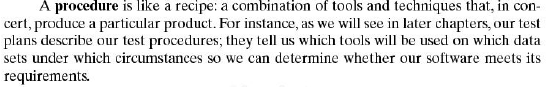 A procedure is like a recipe: a combination of tools and techniques that, in con-
cert, produce a particular product. For instance, as we will see in later chapters, our test
plans describe our test procedures; they tell us which tools will be used on which data
sets under which circumstances so we can determine whether our software meets its
requirements.